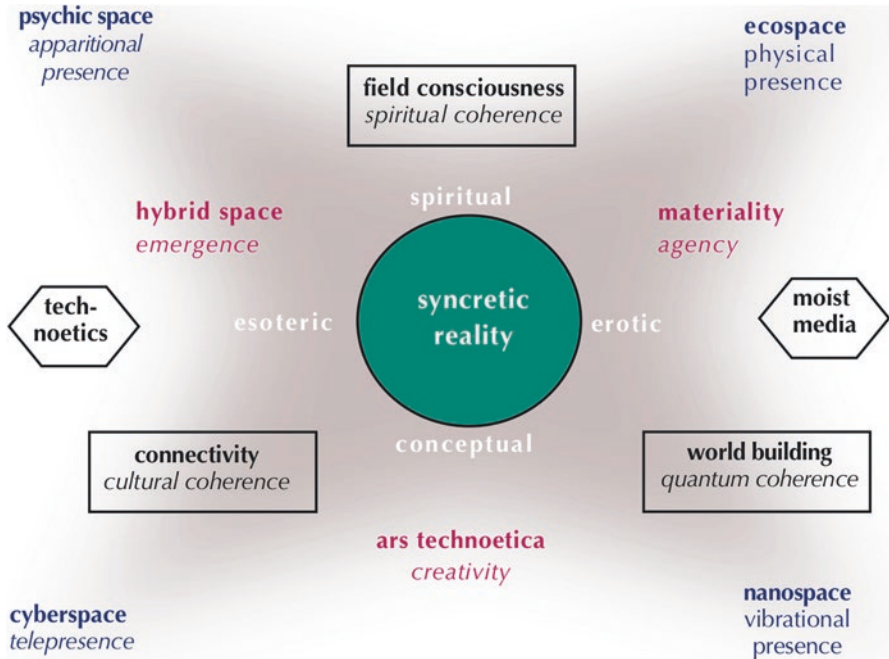 psychic space
apparitional
presence
ecospace
physical
presence
field consciousness
spiritual coherence
spiritual
hybrid space
emergence
materiality
agency
tech-
noetics
esoteric
syncretic
reality
erotic
moist
media
conceptual
connectivity
cultural coherence
world building
quantum coherence
ars technoetica
creativity
cyberspace
telepresence
nanospace
vibrational
presence